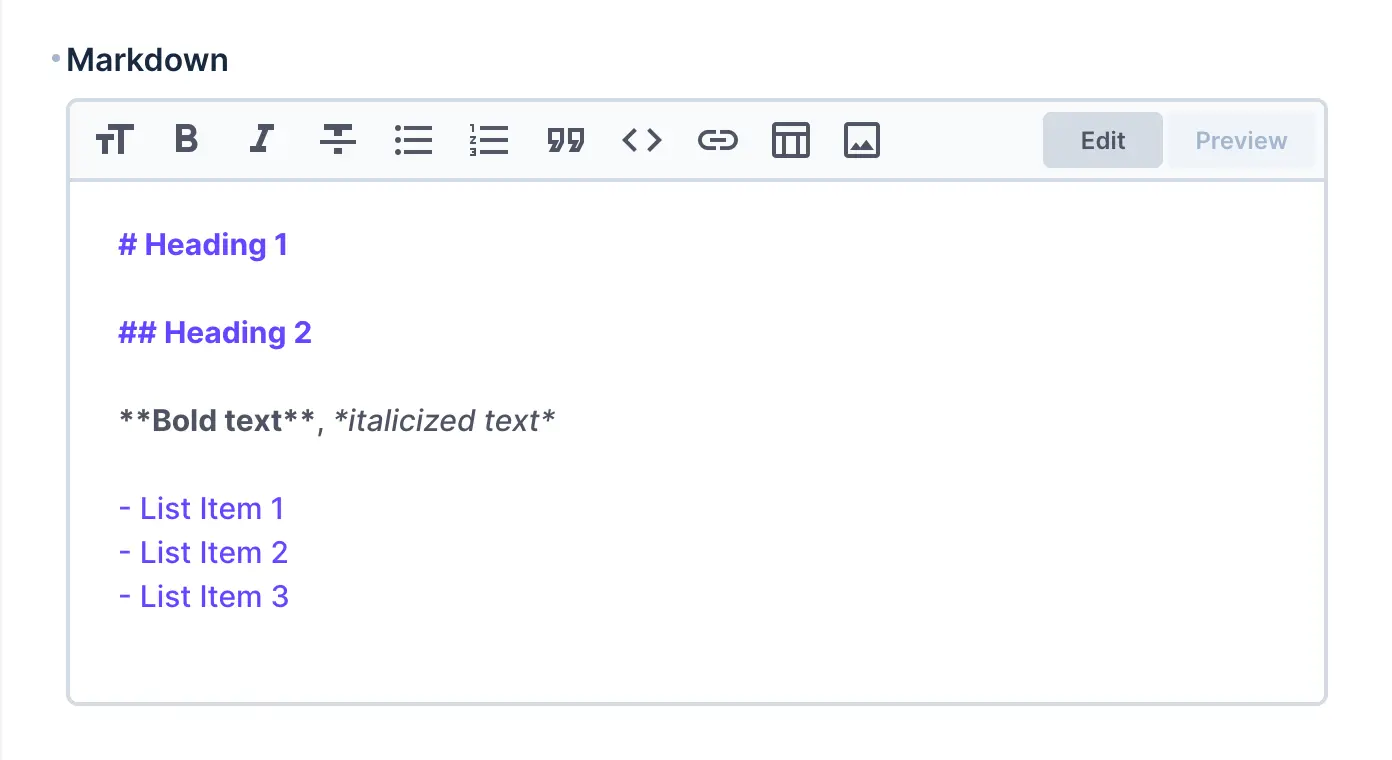 Markdown
Edit Preview
# Heading 1
## Heading 2
**Bold text**, *italicized text*
- List Item 1
- List Item 2
- List Item 3